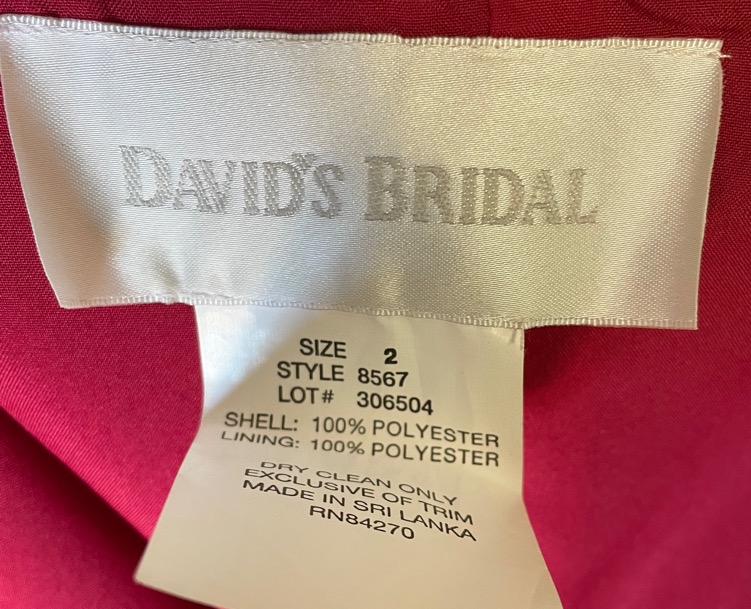 DAVID'S BRIDAL
SIZE 2
STYLE 8567
LOT# 306504
SHELL: 100% POLYESTER
LINING: 100% POLYESTER
DRY CLEAN ONLY
EXCLUSIVE OF TRIM
MADE IN SRI LANKA
RN84270